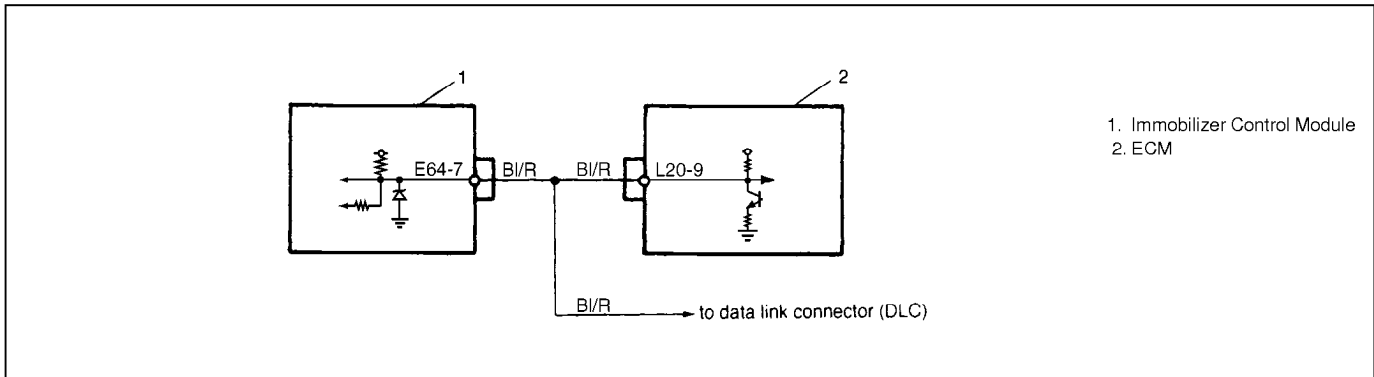 1
2
1. Immobilizer Control Module
2. ECM
E64-7
Bl/R
Bl/R
L20-9
Bl/R
to data link connector (DLC)